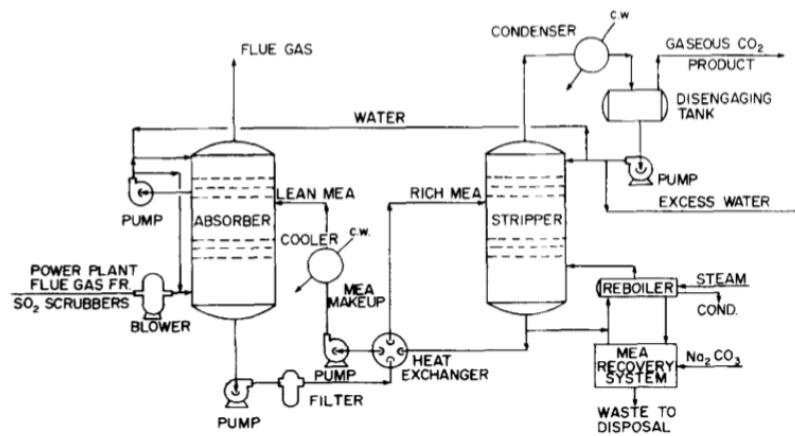 FLUE GAS
CONDENSER
C.W.
GASEOUS CO2
PRODUCT
DISENGAGING
TANK
WATER
PUMP
EXCESS WATER
PUMP
ABSORBER
LEAN MEA
RICH MEA
STRIPPER
COOLER
C.W.
MEA
MAKEUP
POWER PLANT
FLUE GAS FR.
SO2 SCRUBBERS
BLOWER
REBOILER
STEAM
COND.
PUMP
HEAT
EXCHANGER
MEA
RECOVERY
SYSTEM
Na2CO3
PUMP
FILTER
WASTE TO
DISPOSAL